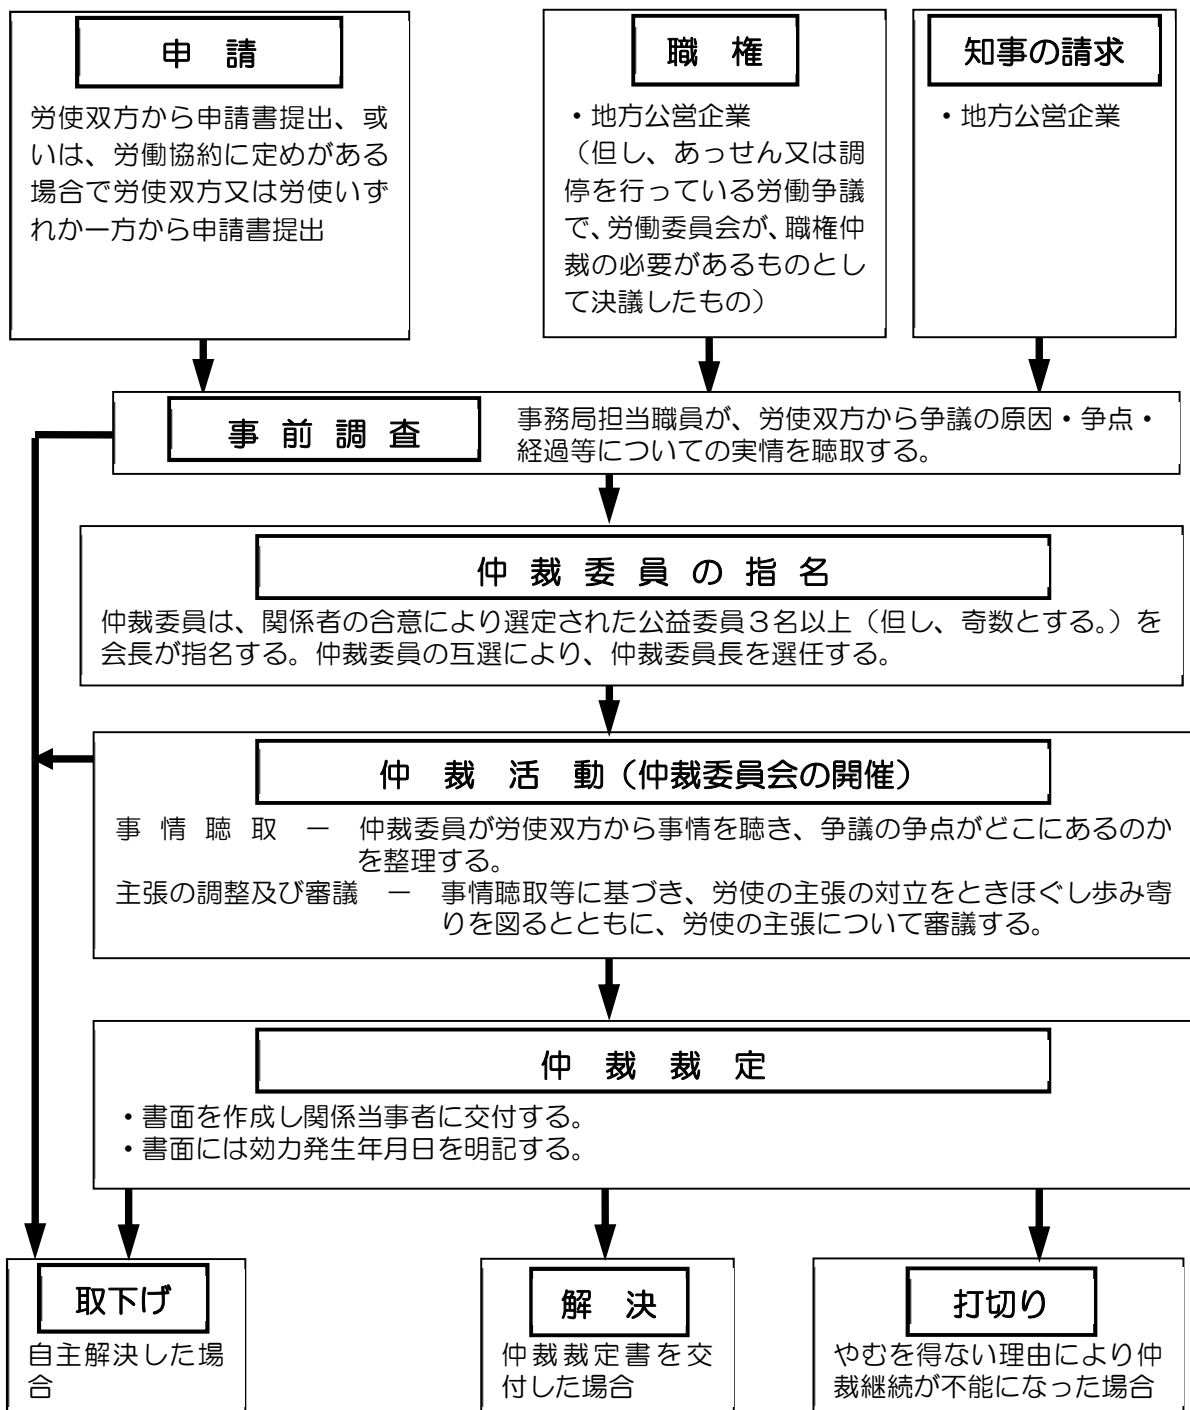 申 請
労使双方から申請書提出、或
いは、労働協約に定めがある
場合で労使双方又は労使いず
れか一方から申請書提出
職 権
・地方公営企業
（但し、あっせん又は調
停を行っている労働争議
で、労働委員会が、職権仲
裁の必要があるものとし
て決議したもの）
知事の請求
・地方公営企業
事 前 調 査
事務局担当職員が、労使双方から争議の原因・争点・
経過等についての実情を聴取する。
仲 裁 委 員 の 指 名
仲裁委員は、関係者の合意により選定された公益委員３名以上（但し、奇数とする。）を
会長が指名する。仲裁委員の互選により、仲裁委員長を選任する。
仲 裁 活 動（仲裁委員会の開催）
事 情 聴 取 － 仲裁委員が労使双方から事情を聴き、争議の争点がどこにあるのか
を整理する。
主張の調整及び審議 － 事情聴取等に基づき、労使の主張の対立をときほぐし歩み寄
りを図るとともに、労使の主張について審議する。
仲 裁 裁 定
・書面を作成し関係当事者に交付する。
・書面には効力発生年月日を明記する。
取下げ
自主解決した場
合
解 決
仲裁裁定書を交
付した場合
打切り
やむを得ない理由により仲
裁継続が不能になった場合